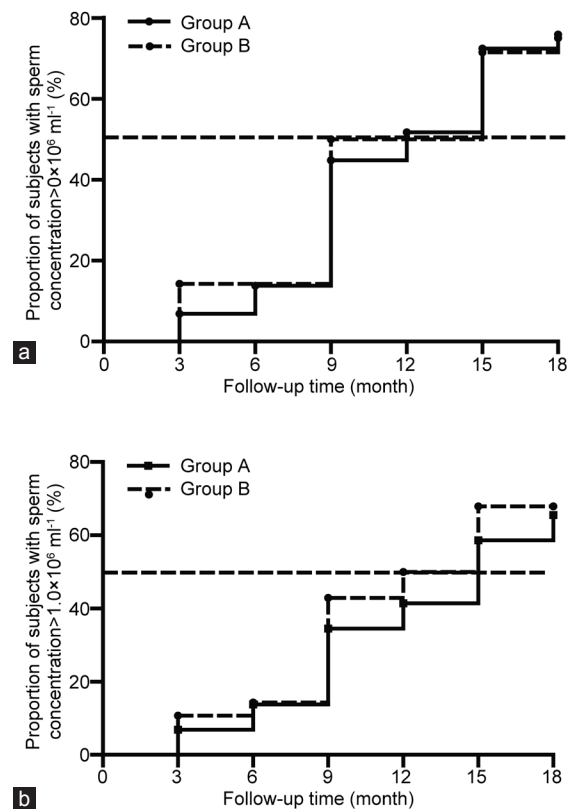 80
60
40
20
0
Proportion of subjects with sperm
concentration>0×10⁶ ml⁻¹ (%)
Group A
Group B
0 3 6 9 12 15 18
Follow-up time (month)
a
80
60
40
20
0
Proportion of subjects with sperm
concentration>1.0×10⁶ ml⁻¹ (%)
Group A
Group B
0 3 6 9 12 15 18
Follow-up time (month)
b